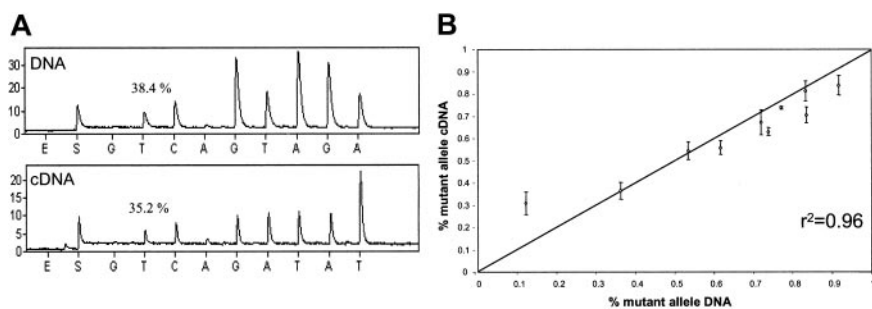 A
DNA
38.4 %
30
20
10
0
E S G T C A G T A G A
cDNA
35.2 %
20
15
10
5
0
E S G T C A G A T A T
B
% mutant allele cDNA
1
0.9
0.8
0.7
0.6
0.5
0.4
0.3
0.2
0.1
0
r²=0.96
0 0.1 0.2 0.3 0.4 0.5 0.6 0.7 0.8 0.9 1
% mutant allele DNA